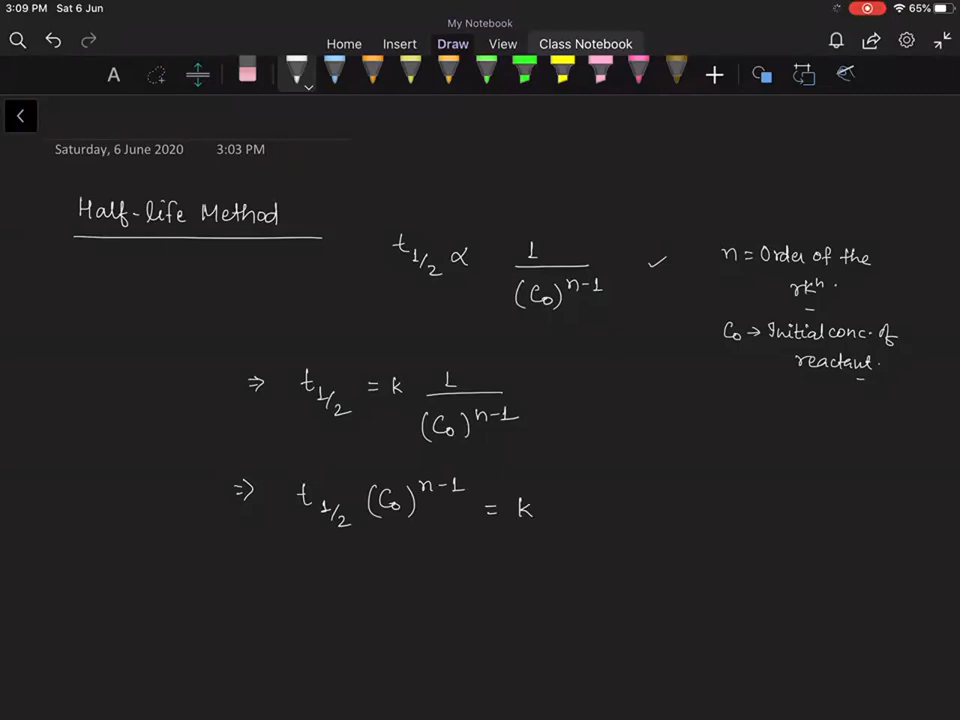 3:09 PM Sat 6 Jun
65%
My Notebook
Home Insert Draw View Class Notebook
A
Saturday, 6 June 2020 3:03 PM
Half-life Method
t1/2 ∝ 1/(C0)^n-1 ✓
n = Order of the
rxn.
C0 → Initial conc. of
reactant.
⇒ t1/2 = k 1/(C0)^n-1
⇒ t1/2 (C0)^n-1 = k